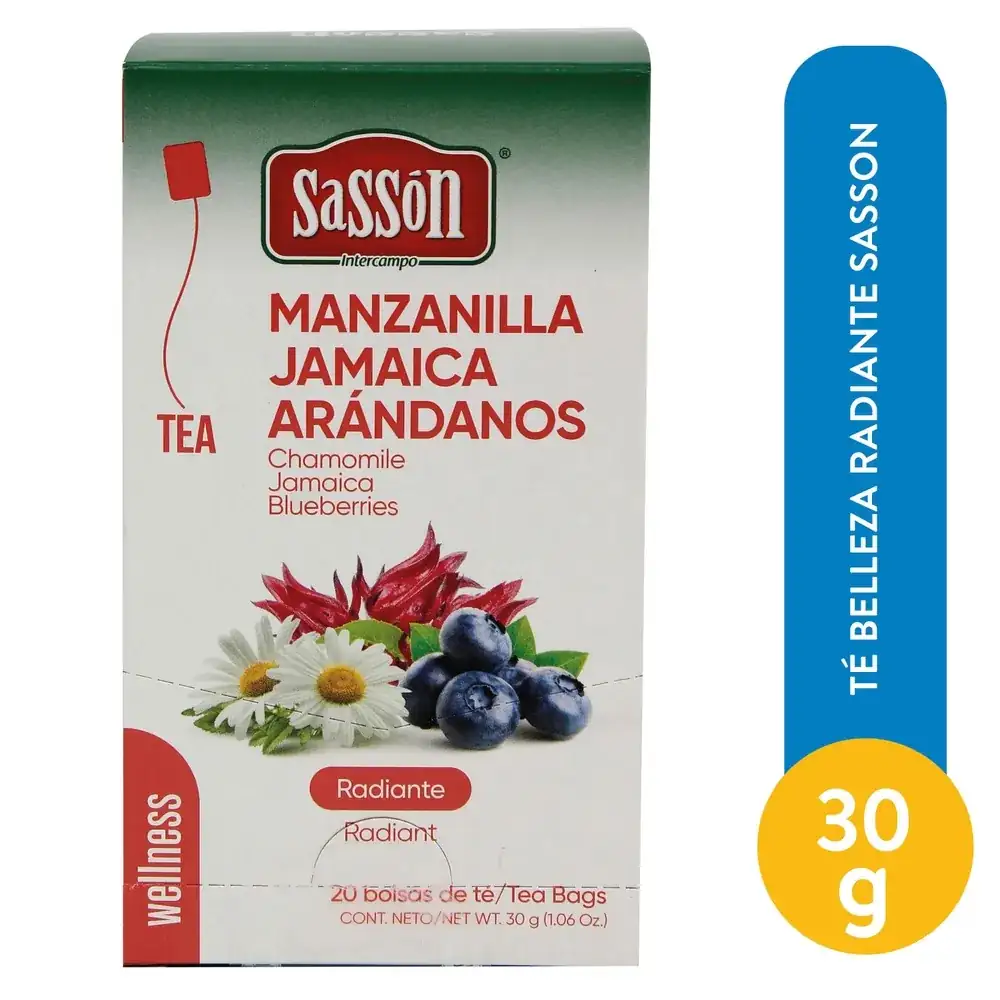 Sassón
®
Intercampo
MANZANILLA
JAMAICA
ARÁNDANOS
Chamomile
Jamaica
Blueberries
TEA
Radiante
Radiant
wellness
20 bolsas de té/Tea Bags
CONT. NETO/NET WT. 30 g (1.06 Oz.)
TÉ BELLEZA RADIANTE SASSON
30
g